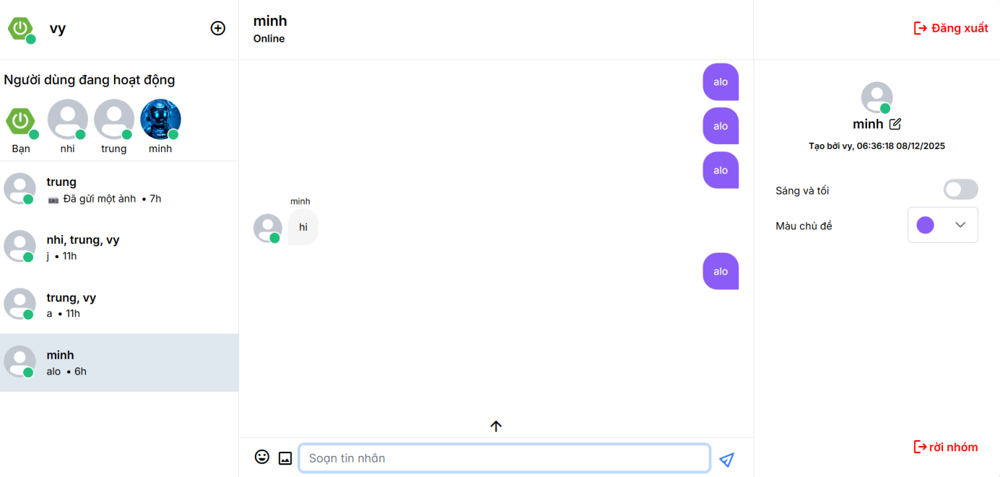 vy
Người dùng đang hoạt động
Bạn nhi trung minh
trung
Đã gửi một ảnh • 7h
nhi, trung, vy
j • 11h
trung, vy
a • 11h
minh
alo • 6h
minh
Online
alo
alo
alo
minh
hi
alo
Soạn tin nhắn
Đăng xuất
minh
Tạo bởi vy, 06:36:18 08/12/2025
Sáng và tối
Màu chủ đề
rời nhóm